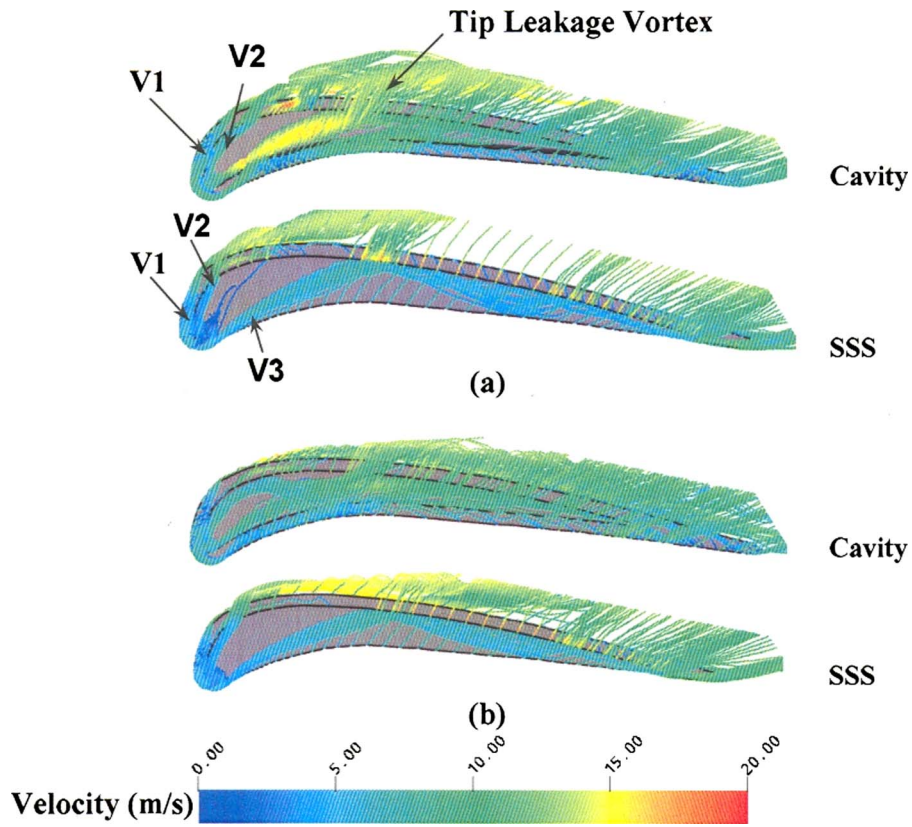 Tip Leakage Vortex
V2
V1
Cavity
V2
V1
V3
SSS
(a)
Cavity
SSS
(b)
0.00 5.00 10.00 15.00 20.00
Velocity (m/s)